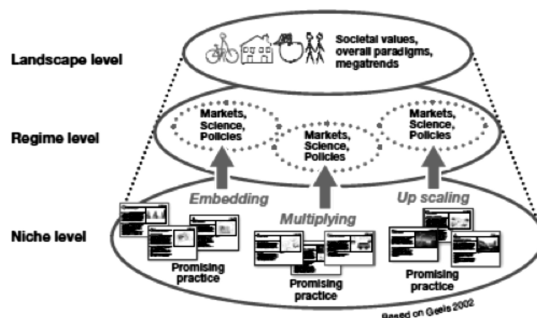 Landscape level
Societal values,
overall paradigms,
megatrends
Regime level
Markets,
Science,
Policies
Markets,
Science,
Policies
Markets,
Science,
Policies
Embedding
Multiplying
Up scaling
Niche level
Promising
practice
Promising
practice
Promising
practice
Based on Geels 2002